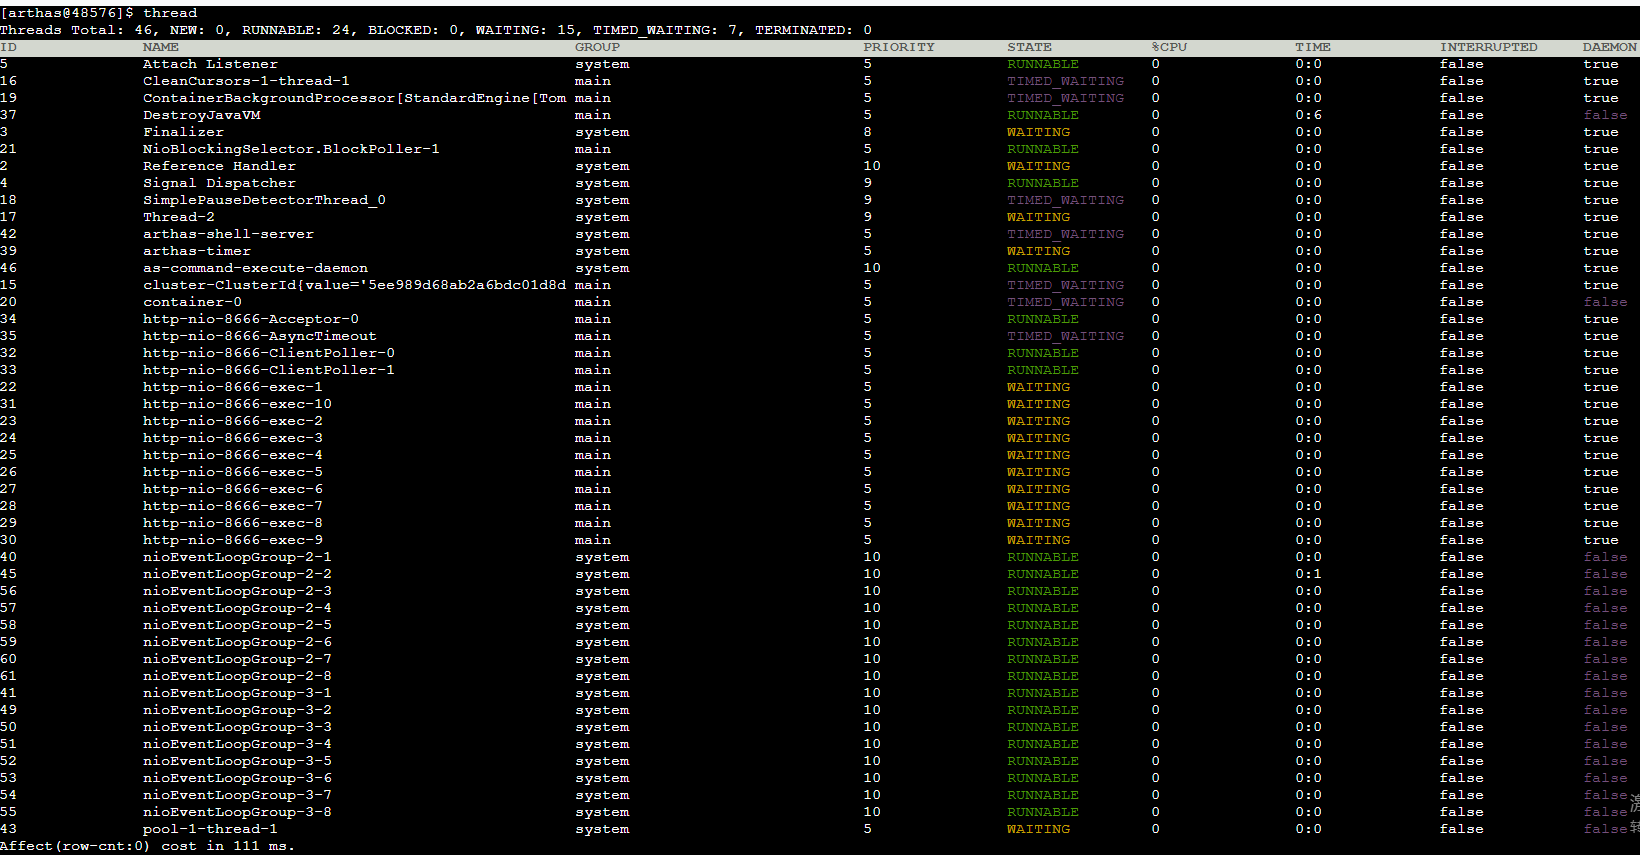 [arthas@48576]$ thread
Threads Total: 46, NEW: 0, RUNNABLE: 24, BLOCKED: 0, WAITING: 15, TIMED_WAITING: 7, TERMINATED: 0
ID NAME GROUP PRIORITY STATE %CPU TIME INTERRUPTED DAEMON
5 Attach Listener system 5 RUNNABLE 0 0:0 false true
16 CleanCursors-1-thread-1 main 5 TIMED_WAITING 0 0:0 false true
19 ContainerBackgroundProcessor[StandardEngine[Tom main 5 TIMED_WAITING 0 0:0 false true
37 DestroyJavaVM main 5 RUNNABLE 0 0:6 false false
3 Finalizer system 8 WAITING 0 0:0 false true
21 NioBlockingSelector.BlockPoller-1 main 5 RUNNABLE 0 0:0 false true
2 Reference Handler system 10 WAITING 0 0:0 false true
4 Signal Dispatcher system 9 RUNNABLE 0 0:0 false true
18 SimplePauseDetectorThread_0 system 9 TIMED_WAITING 0 0:0 false true
17 Thread-2 system 9 WAITING 0 0:0 false true
42 arthas-shell-server system 5 TIMED_WAITING 0 0:0 false true
39 arthas-timer system 5 WAITING 0 0:0 false true
46 as-command-execute-daemon system 10 RUNNABLE 0 0:0 false true
15 cluster-ClusterId{value='5ee989d68ab2a6bdc01d8d main 5 TIMED_WAITING 0 0:0 false true
20 container-0 main 5 TIMED_WAITING 0 0:0 false false
34 http-nio-8666-Acceptor-0 main 5 RUNNABLE 0 0:0 false true
35 http-nio-8666-AsyncTimeout main 5 TIMED_WAITING 0 0:0 false true
32 http-nio-8666-ClientPoller-0 main 5 RUNNABLE 0 0:0 false true
33 http-nio-8666-ClientPoller-1 main 5 RUNNABLE 0 0:0 false true
22 http-nio-8666-exec-1 main 5 WAITING 0 0:0 false true
31 http-nio-8666-exec-10 main 5 WAITING 0 0:0 false true
23 http-nio-8666-exec-2 main 5 WAITING 0 0:0 false true
24 http-nio-8666-exec-3 main 5 WAITING 0 0:0 false true
25 http-nio-8666-exec-4 main 5 WAITING 0 0:0 false true
26 http-nio-8666-exec-5 main 5 WAITING 0 0:0 false true
27 http-nio-8666-exec-6 main 5 WAITING 0 0:0 false true
28 http-nio-8666-exec-7 main 5 WAITING 0 0:0 false true
29 http-nio-8666-exec-8 main 5 WAITING 0 0:0 false true
30 http-nio-8666-exec-9 main 5 WAITING 0 0:0 false true
40 nioEventLoopGroup-2-1 system 10 RUNNABLE 0 0:0 false false
45 nioEventLoopGroup-2-2 system 10 RUNNABLE 0 0:1 false false
56 nioEventLoopGroup-2-3 system 10 RUNNABLE 0 0:0 false false
57 nioEventLoopGroup-2-4 system 10 RUNNABLE 0 0:0 false false
58 nioEventLoopGroup-2-5 system 10 RUNNABLE 0 0:0 false false
59 nioEventLoopGroup-2-6 system 10 RUNNABLE 0 0:0 false false
60 nioEventLoopGroup-2-7 system 10 RUNNABLE 0 0:0 false false
61 nioEventLoopGroup-2-8 system 10 RUNNABLE 0 0:0 false false
41 nioEventLoopGroup-3-1 system 10 RUNNABLE 0 0:0 false false
49 nioEventLoopGroup-3-2 system 10 RUNNABLE 0 0:0 false false
50 nioEventLoopGroup-3-3 system 10 RUNNABLE 0 0:0 false false
51 nioEventLoopGroup-3-4 system 10 RUNNABLE 0 0:0 false false
52 nioEventLoopGroup-3-5 system 10 RUNNABLE 0 0:0 false false
53 nioEventLoopGroup-3-6 system 10 RUNNABLE 0 0:0 false false
54 nioEventLoopGroup-3-7 system 10 RUNNABLE 0 0:0 false false
55 nioEventLoopGroup-3-8 system 10 RUNNABLE 0 0:0 false false
43 pool-1-thread-1 system 5 WAITING 0 0:0 false false
Affect(row-cnt:0) cost in 111 ms.